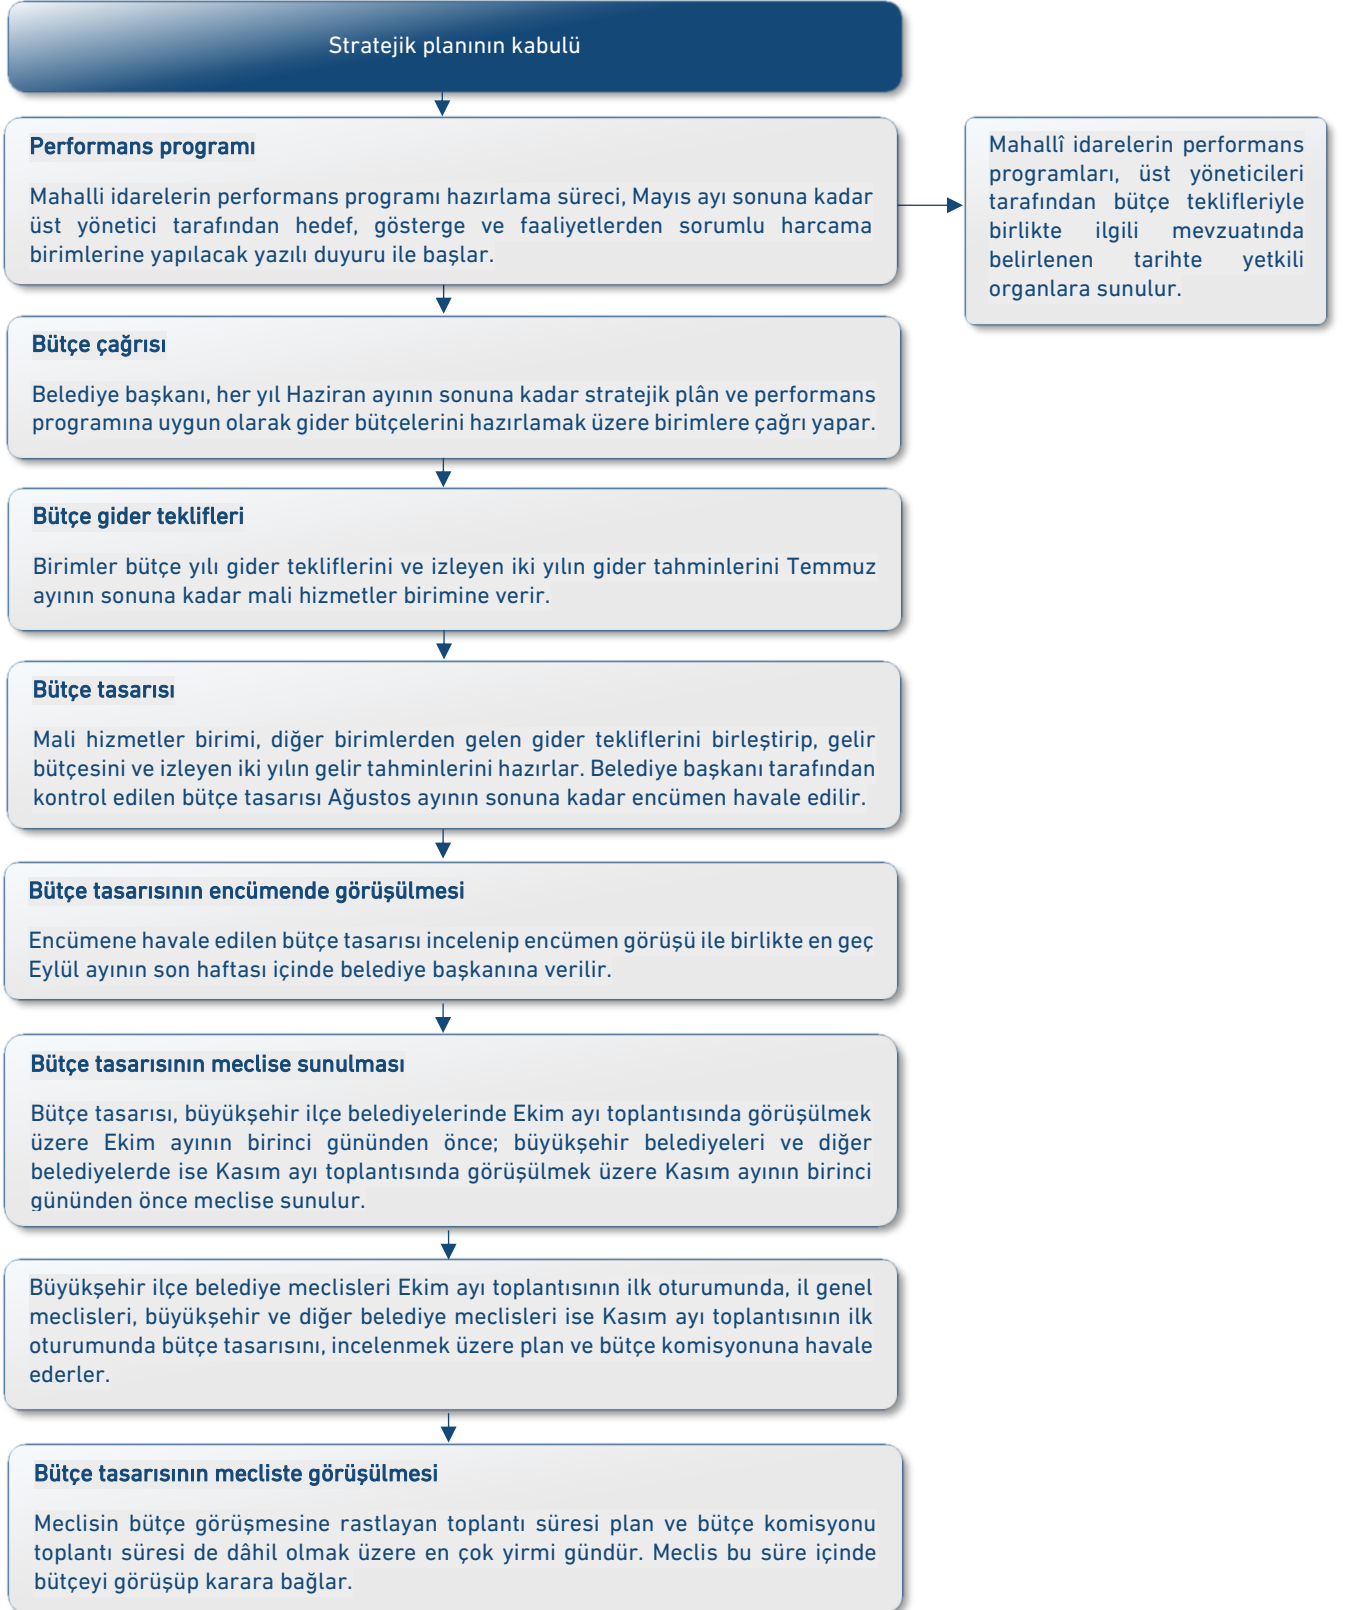 Stratejik planının kabulü
Performans programı
Mahalli idarelerin performans programı hazırlama süreci, Mayıs ayı sonuna kadar
üst yönetici tarafından hedef, gösterge ve faaliyetlerden sorumlu harcama
birimlerine yapılacak yazılı duyuru ile başlar.
Mahallî idarelerin performans
programları, üst yöneticileri
tarafından bütçe teklifleriyle
birlikte ilgili mevzuatında
belirlenen tarihte yetkili
organlara sunulur.
Bütçe çağrısı
Belediye başkanı, her yıl Haziran ayının sonuna kadar stratejik plân ve performans
programına uygun olarak gider bütçelerini hazırlamak üzere birimlere çağrı yapar.
Bütçe gider teklifleri
Birimler bütçe yılı gider tekliflerini ve izleyen iki yılın gider tahminlerini Temmuz
ayının sonuna kadar mali hizmetler birimine verir.
Bütçe tasarısı
Mali hizmetler birimi, diğer birimlerden gelen gider tekliflerini birleştirip, gelir
bütçesini ve izleyen iki yılın gelir tahminlerini hazırlar. Belediye başkanı tarafından
kontrol edilen bütçe tasarısı Ağustos ayının sonuna kadar encümen havale edilir.
Bütçe tasarısının encümende görüşülmesi
Encümene havale edilen bütçe tasarısı incelenip encümen görüşü ile birlikte en geç
Eylül ayının son haftası içinde belediye başkanına verilir.
Bütçe tasarısının meclise sunulması
Bütçe tasarısı, büyükşehir ilçe belediyelerinde Ekim ayı toplantısında görüşülmek
üzere Ekim ayının birinci gününden önce; büyükşehir belediyeleri ve diğer
belediyelerde ise Kasım ayı toplantısında görüşülmek üzere Kasım ayının birinci
gününden önce meclise sunulur.
Büyükşehir ilçe belediye meclisleri Ekim ayı toplantısının ilk oturumunda, il genel
meclisleri, büyükşehir ve diğer belediye meclisleri ise Kasım ayı toplantısının ilk
oturumunda bütçe tasarısını, incelenmek üzere plan ve bütçe komisyonuna havale
ederler.
Bütçe tasarısının mecliste görüşülmesi
Meclisin bütçe görüşmesine rastlayan toplantı süresi plan ve bütçe komisyonu
toplantı süresi de dâhil olmak üzere en çok yirmi gündür. Meclis bu süre içinde
bütçeyi görüşüp karara bağlar.